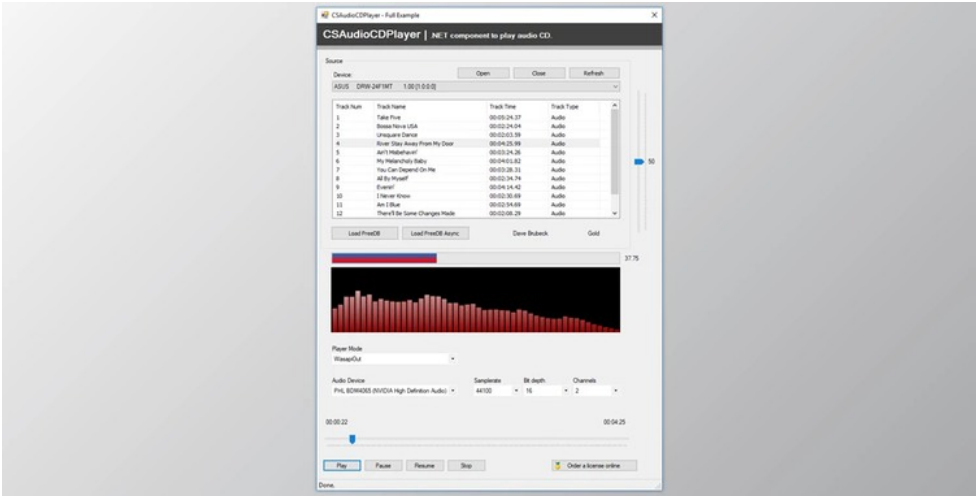 CSAudioCDPlayer - Full Example
CSAudioCDPlayer | .NET component to play audio CD.
Source
Device: Open Close Refresh
ASUS DRW-24F1MT 1.00 [1:0:0:0]
Track Num Track Name Track Time Track Type
1 Take Five 00:05:24.37 Audio
2 Bossa Nova USA 00:02:24.04 Audio
3 Unsquare Dance 00:02:03.59 Audio
4 River Stay Away From My Door 00:04:25.98 Audio
5 Ain't Misbehavin' 00:03:24.26 Audio
6 My Melancholy Baby 00:04:01.82 Audio
7 You Can Depend On Me 00:03:28.31 Audio
8 All By Myself 00:02:34.74 Audio
9 Evenin' 00:04:14.42 Audio
10 I Never Know 00:02:30.69 Audio
11 Am I Blue 00:02:54.69 Audio
12 There'll Be Some Changes Made 00:02:08.29 Audio
50
Load FreeDB Load FreeDB Async Dave Brubeck Gold
37.75
Player Mode
WasapiOut
Audio Device Samplerate Bit depth Channels
PHL BDM4065 (NVIDIA High Definition Audio) 44100 16 2
00:00:22 00:04:25
Play Pause Resume Stop Order a license online
Done.